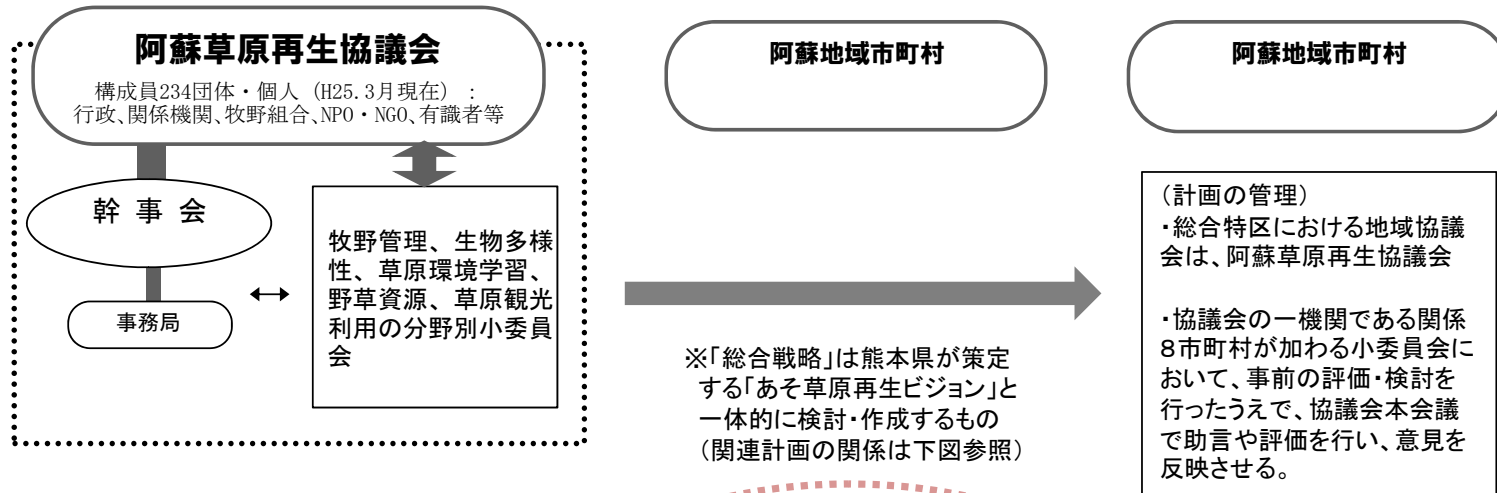 阿蘇草原再生協議会
構成員234団体・個人（H25.3月現在）：
行政、関係機関、牧野組合、NPO・NGO、有識者等
幹事会
事務局
牧野管理、生物多様
性、草原環境学習、
野草資源、草原観光
利用の分野別小委員
会
阿蘇地域市町村
※「総合戦略」は熊本県が策定
する「あそ草原再生ビジョン」と
一体的に検討・作成するもの
（関連計画の関係は下図参照）
阿蘇地域市町村
（計画の管理）
・総合特区における地域協議
会は、阿蘇草原再生協議会
・協議会の一機関である関係
８市町村が加わる小委員会に
おいて、事前の評価・検討を
行ったうえで、協議会本会議
で助言や評価を行い、意見を
反映させる。